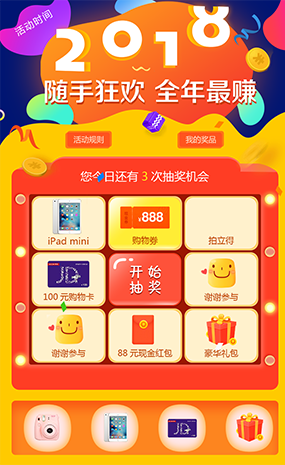 活动时间
2018
随手狂欢 全年最赚
活动规则
我的奖品
您今日还有 3 次抽奖机会
¥888
iPad mini
购物券
拍立得
开始
抽奖
100 元购物卡
谢谢参与
谢谢参与
88 元现金红包
豪华礼包